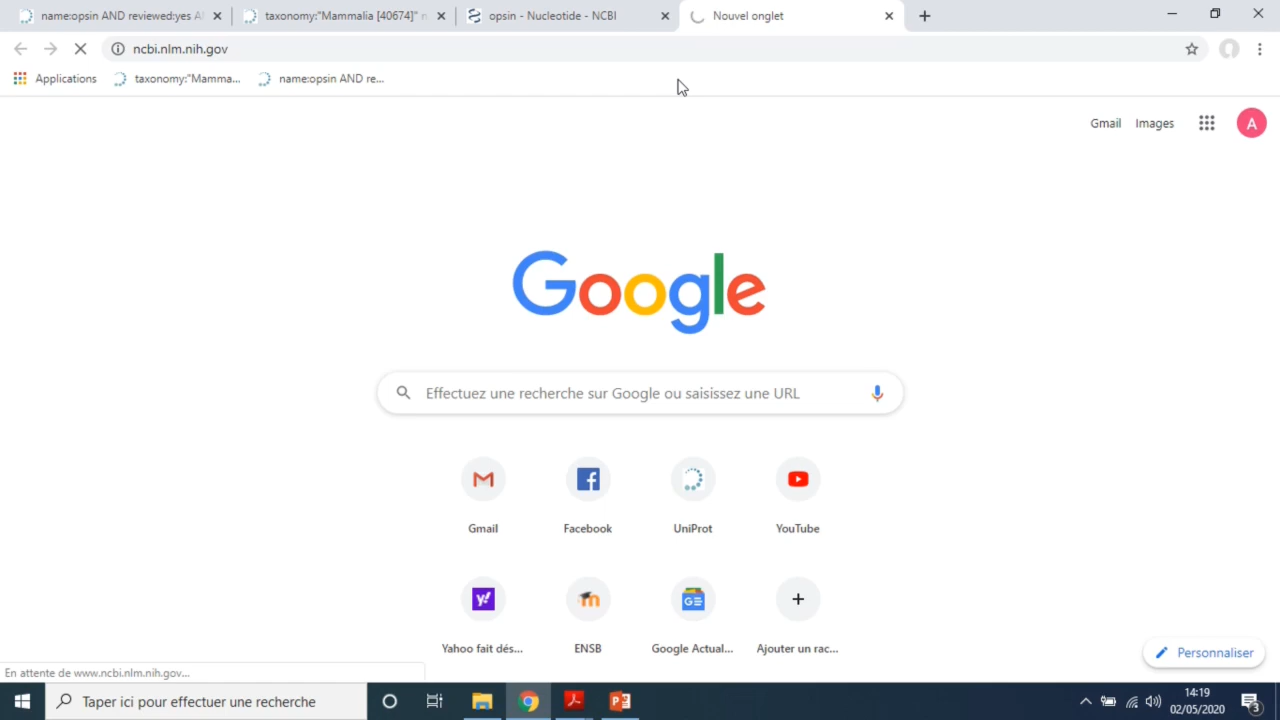 name:opsin AND reviewed:yes A
taxonomy:"Mammalia [40674]" n
opsin - Nucleotide - NCBI
Nouvel onglet
ncbi.nlm.nih.gov
Applications
taxonomy:"Mamma...
name:opsin AND re...
Gmail
Images
A
Google
Effectuez une recherche sur Google ou saisissez une URL
Gmail
Facebook
UniProt
YouTube
Yahoo fait dés...
ENSB
Google Actual...
Ajouter un rac...
Personnaliser
En attente de www.ncbi.nlm.nih.gov...
Taper ici pour effectuer une recherche
14:19
02/05/2020
3